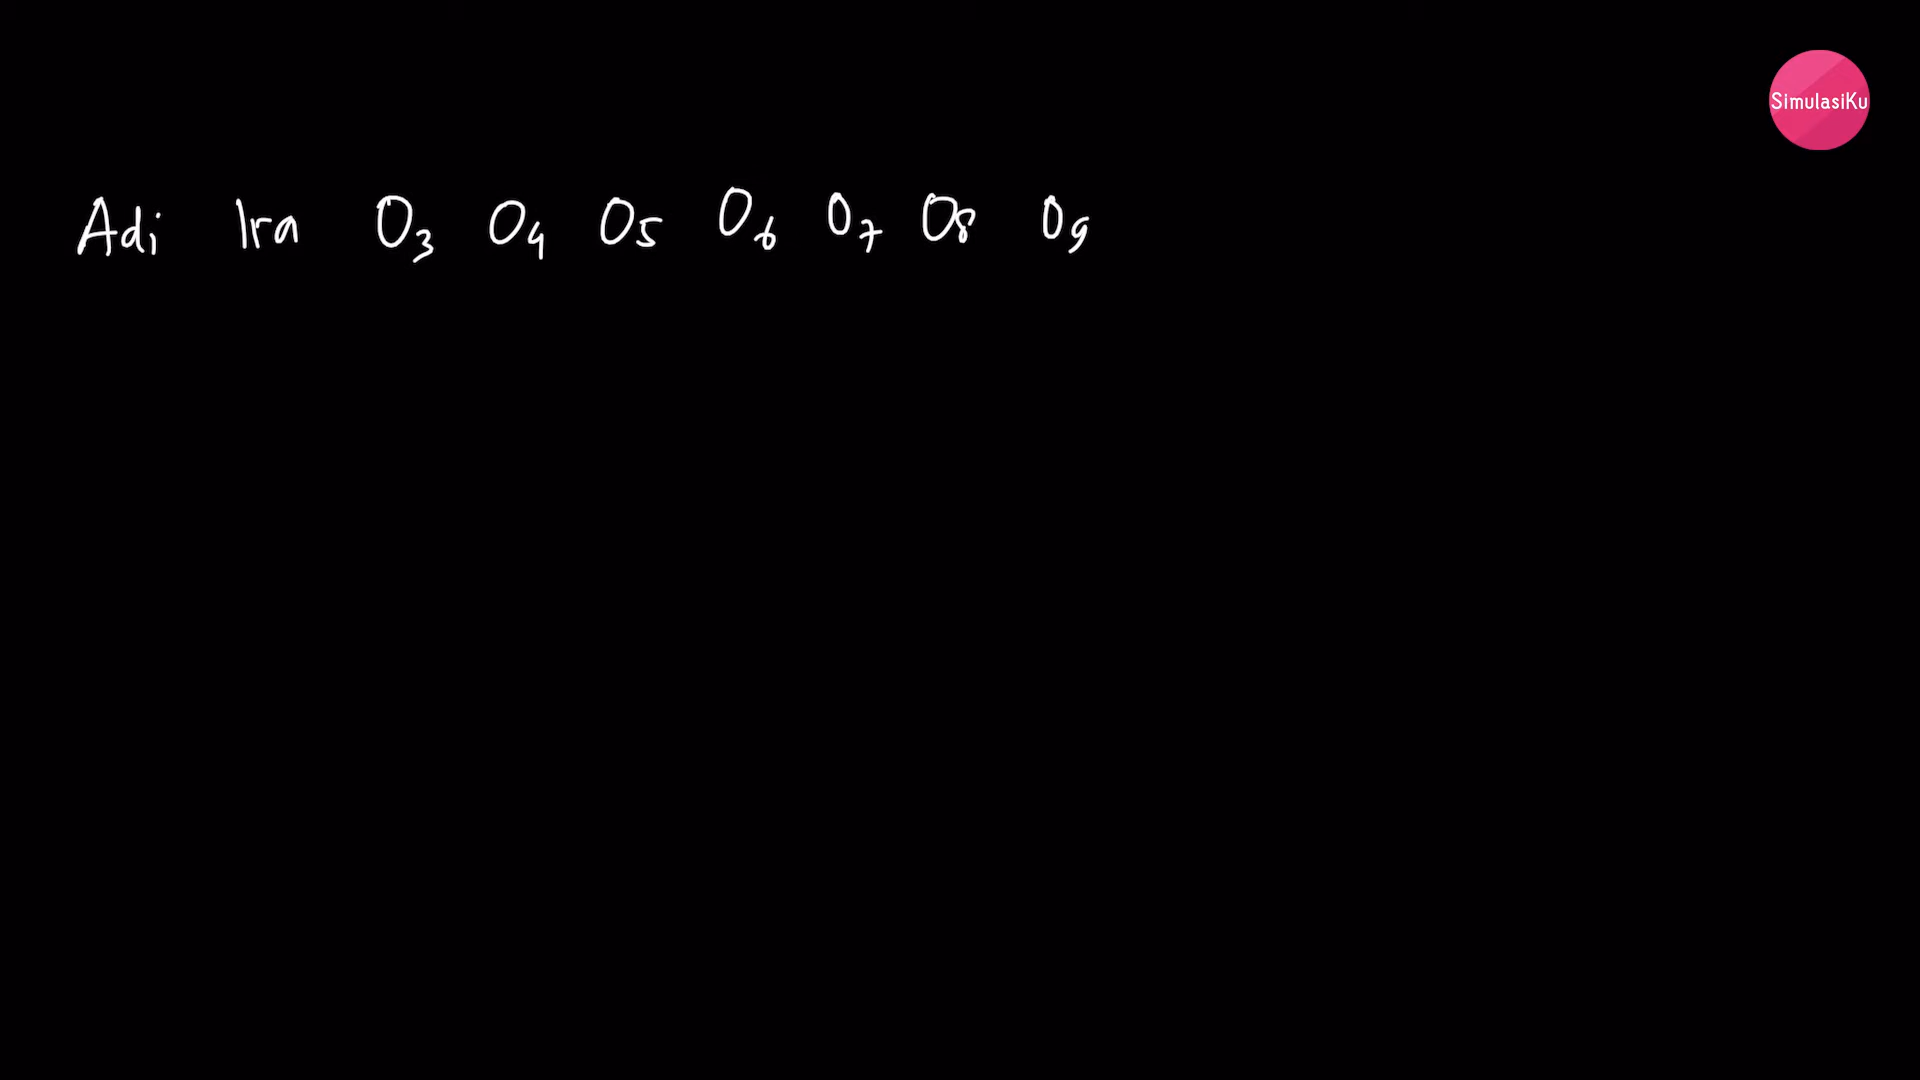 SimulasiKu
Adi Ira O₃ O₄ O₅ O₆ O₇ O₈ O₉